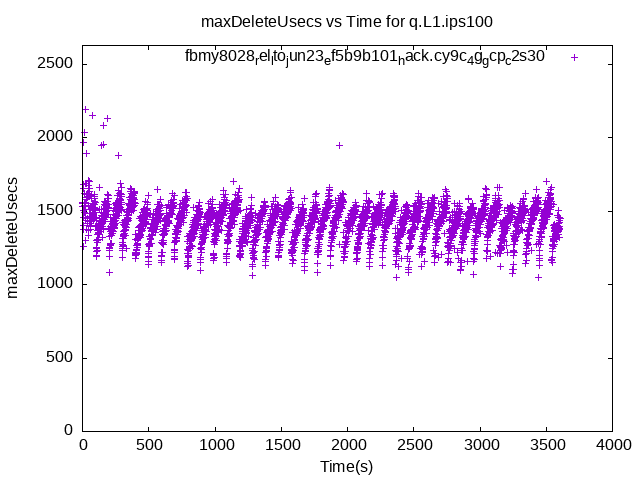 maxDeleteUsecs vs Time for q.L1.ips100
fbmy8028relltojun23ef5b9b101hack.cy9c4ggcpc2s30
2500
2000
1500
1000
500
0
maxDeleteUsecs
0 500 1000 1500 2000 2500 3000 3500 4000
Time(s)